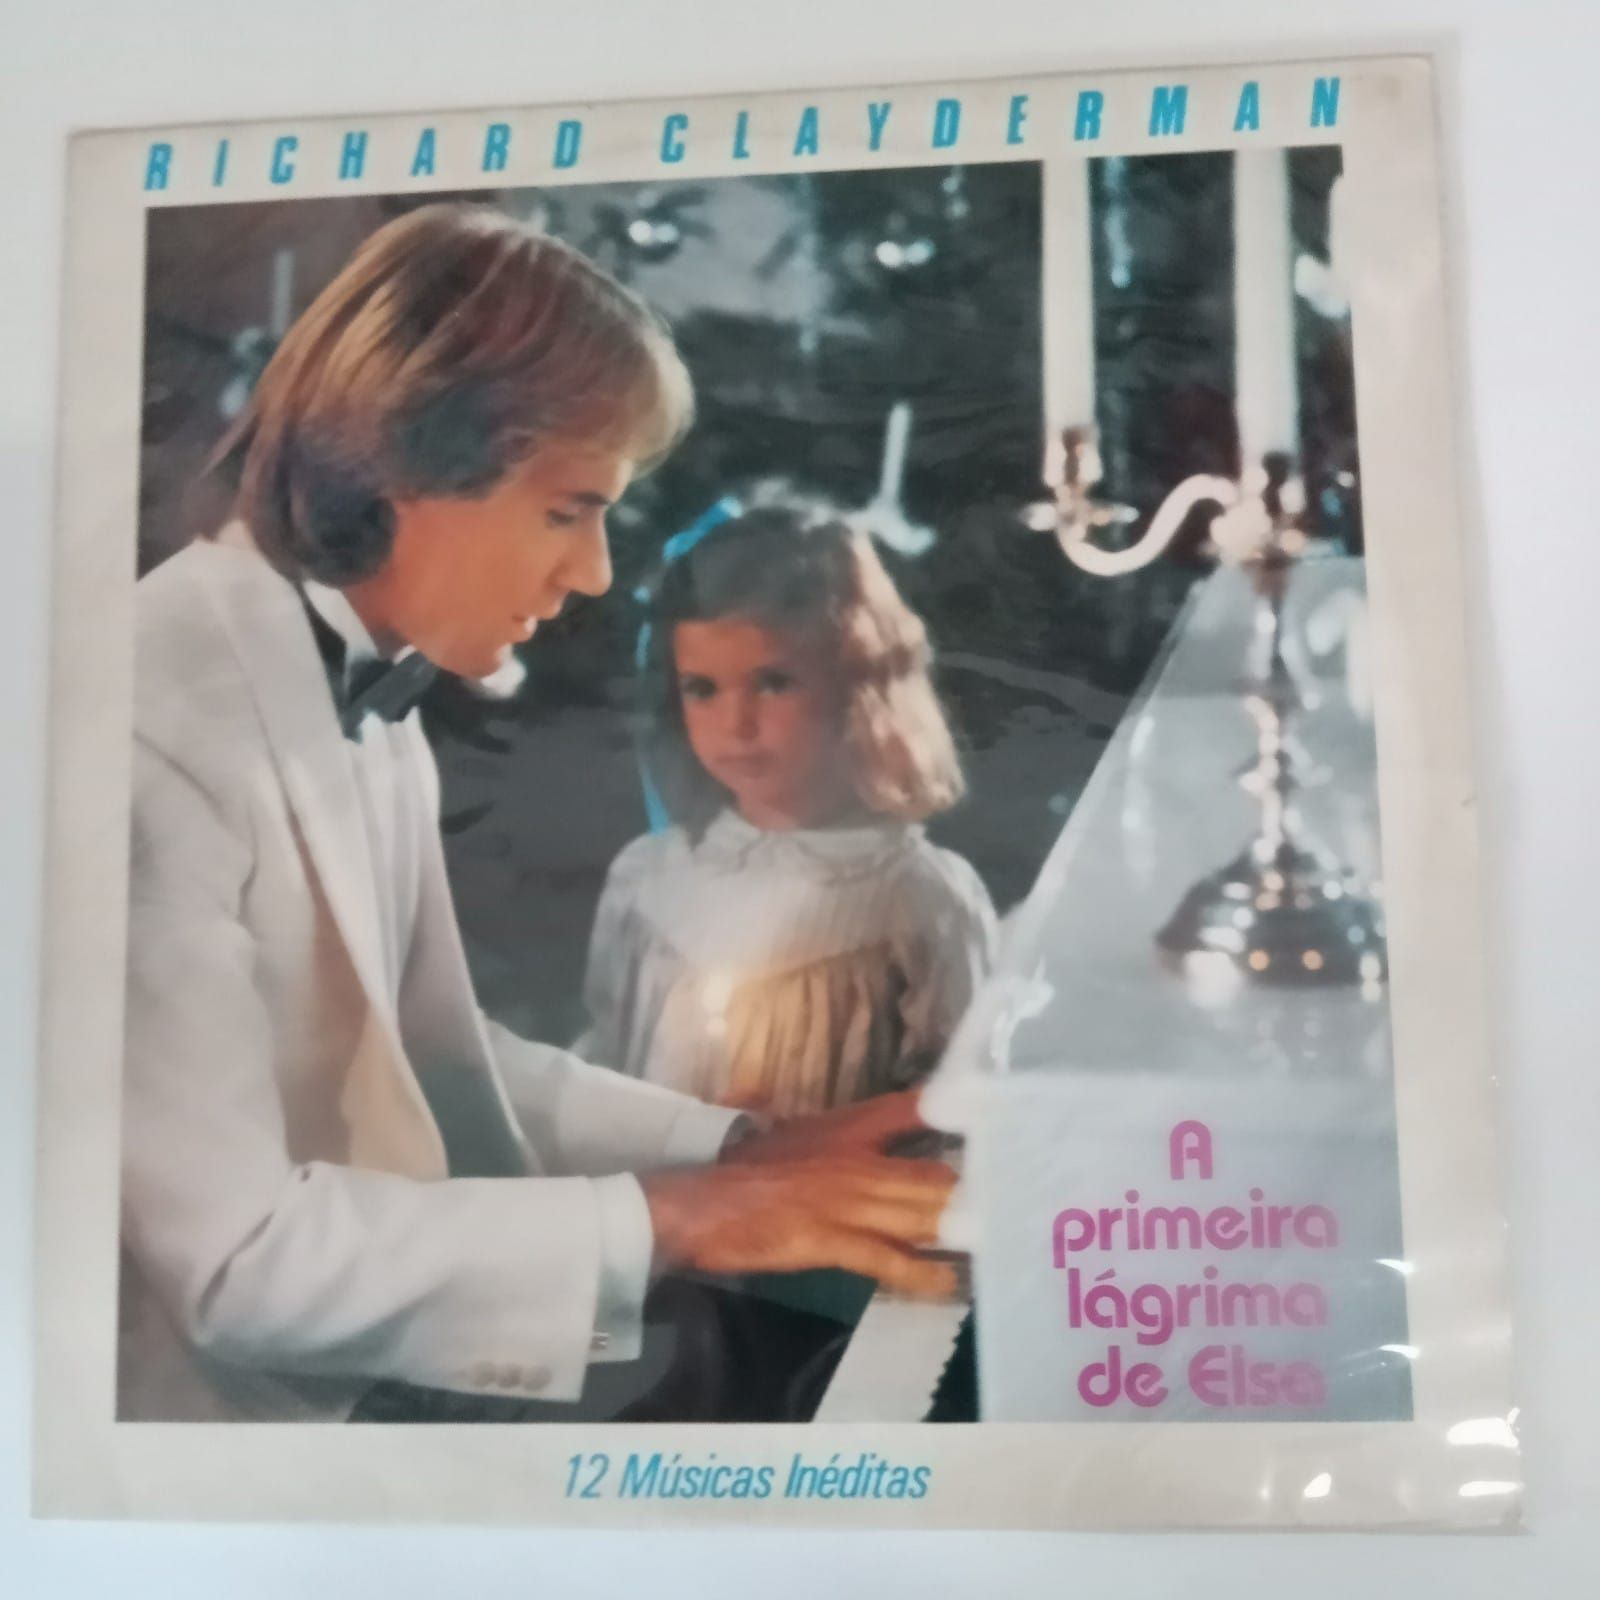 RICHARD CLAYDERMAN
A
primeira
lágrima
de Elsa
12 Músicas Inéditas